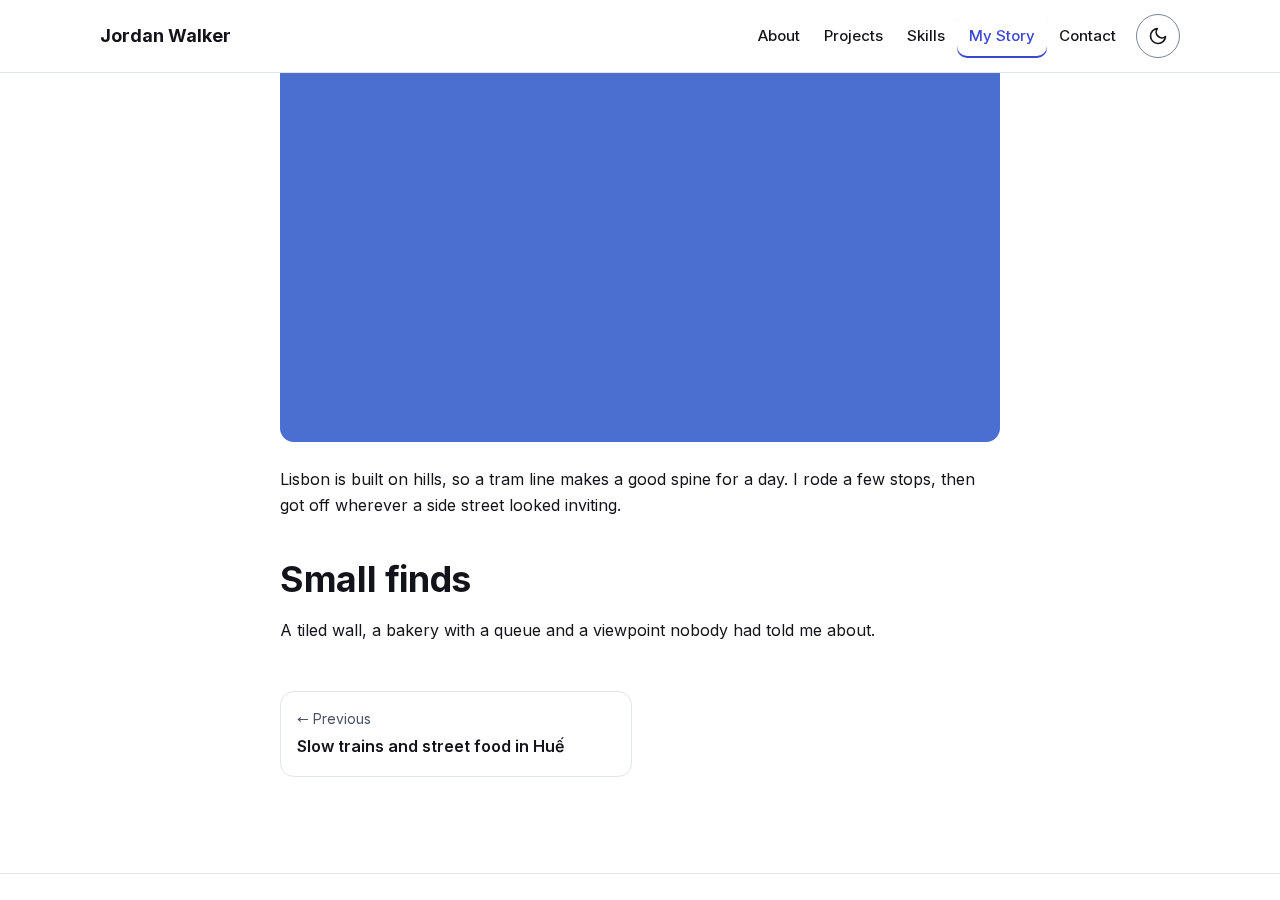 Jordan Walker
About Projects Skills My Story Contact
Lisbon is built on hills, so a tram line makes a good spine for a day. I rode a few stops, then
got off wherever a side street looked inviting.
Small finds
A tiled wall, a bakery with a queue and a viewpoint nobody had told me about.
← Previous
Slow trains and street food in Huế